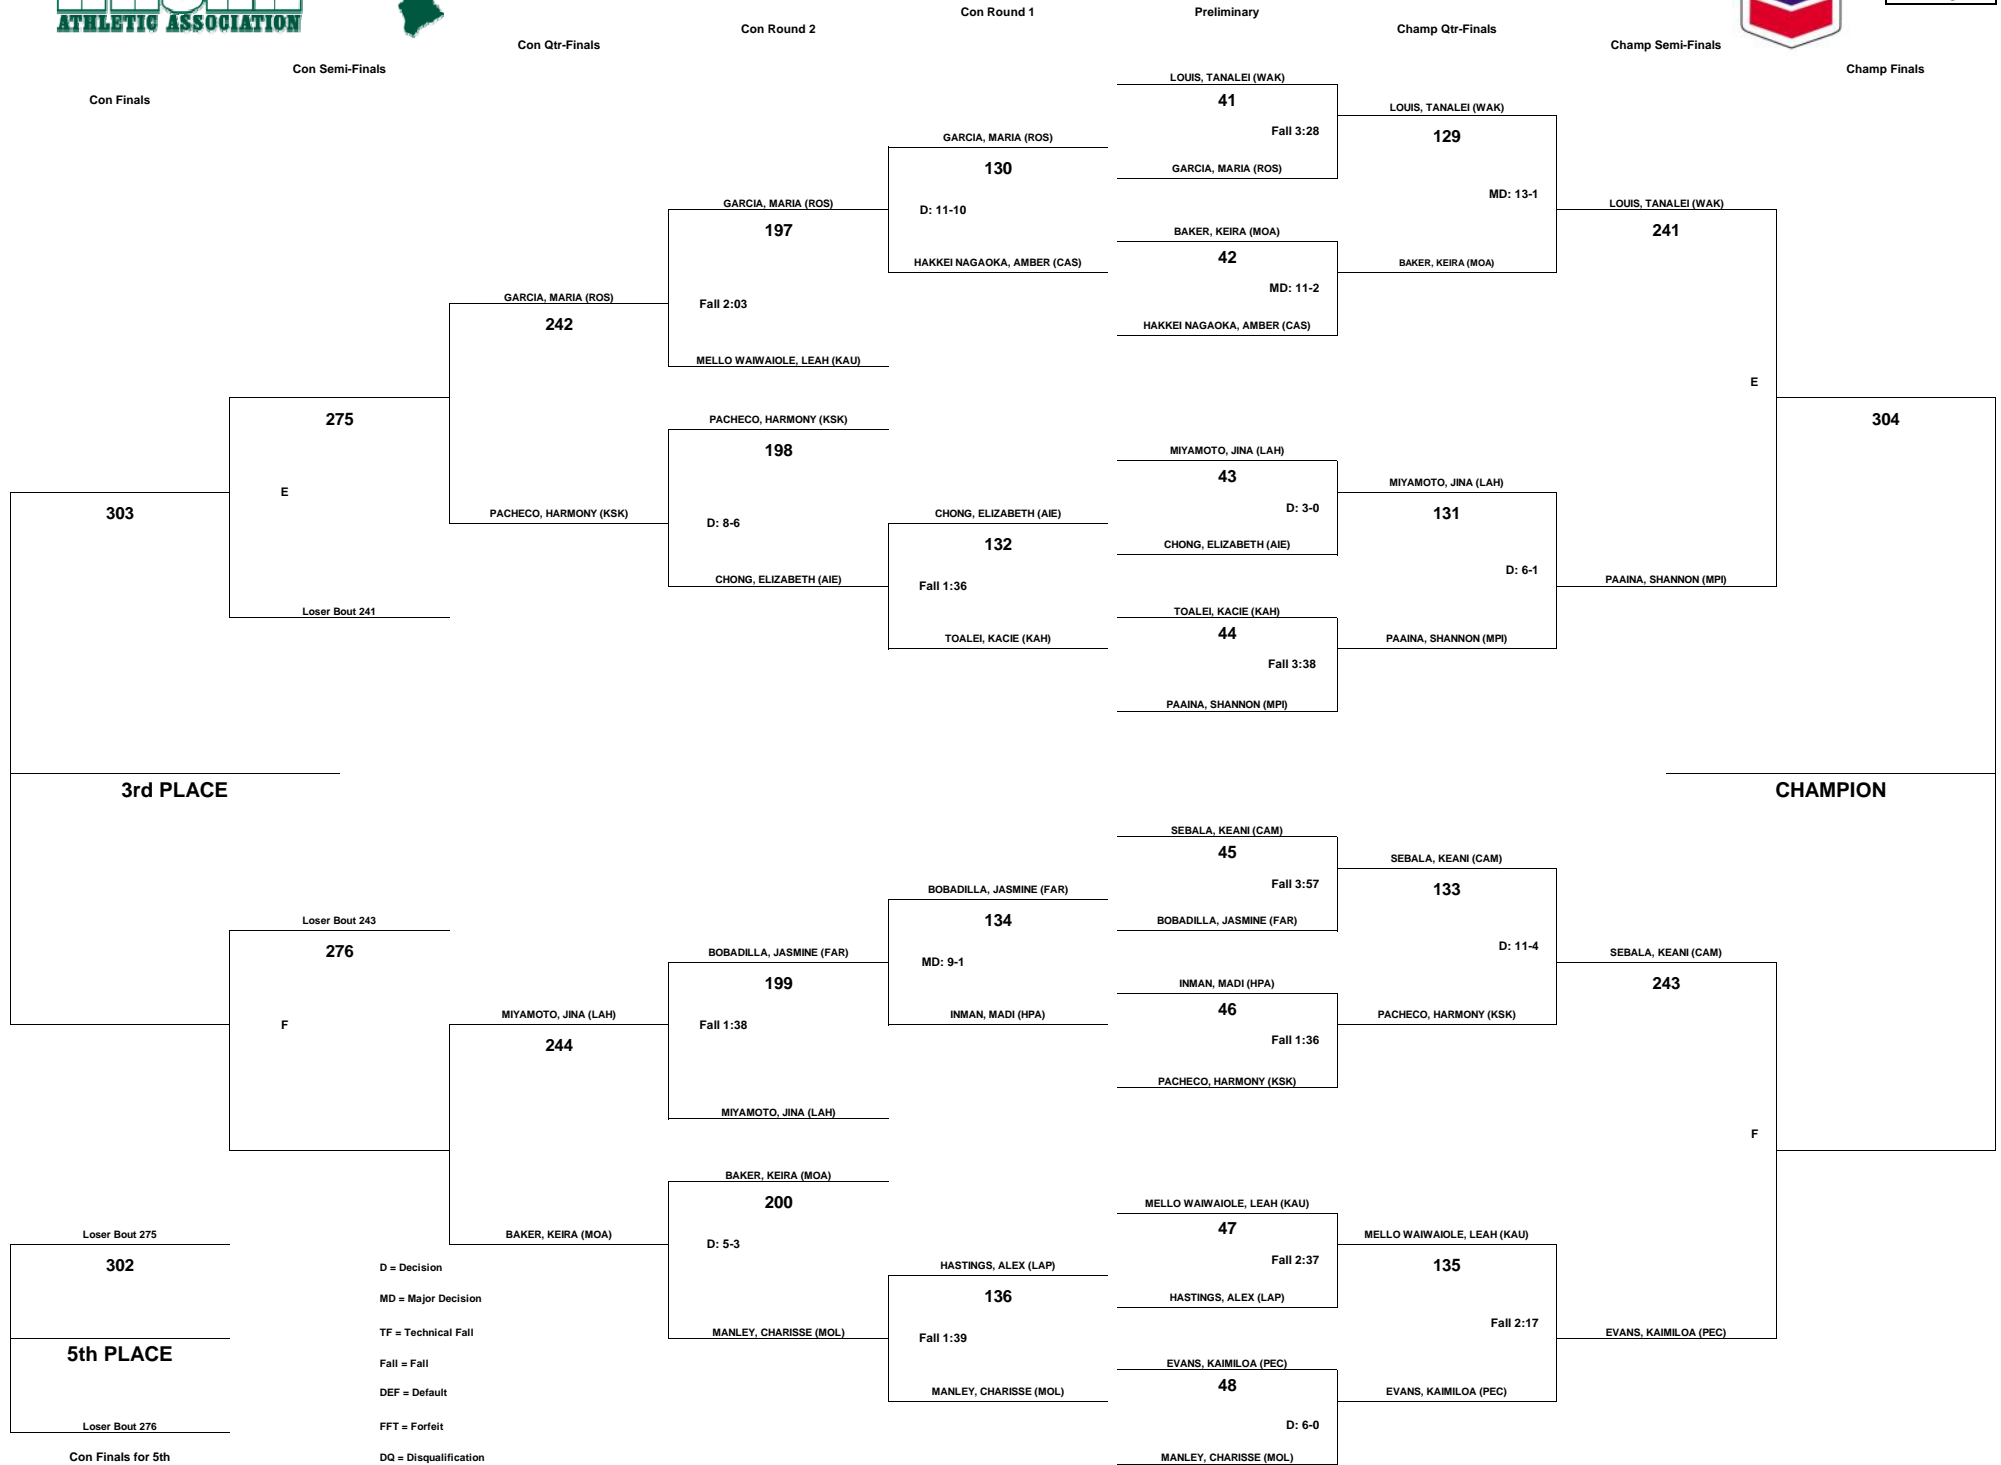 ATHLETIC ASSOCIATION
Con Finals
Con Semi-Finals
Con Qtr-Finals
Con Round 2
Con Round 1
Preliminary
Champ Qtr-Finals
Champ Semi-Finals
Champ Finals
LOUIS, TANALEI (WAK)
41
Fall 3:28
GARCIA, MARIA (ROS)
BAKER, KEIRA (MOA)
42
MD: 11-2
HAKKEI NAGAOKA, AMBER (CAS)
MIYAMOTO, JINA (LAH)
43
D: 3-0
CHONG, ELIZABETH (AIE)
TOALEI, KACIE (KAH)
44
Fall 3:38
PAAINA, SHANNON (MPI)
SEBALA, KEANI (CAM)
45
Fall 3:57
BOBADILLA, JASMINE (FAR)
INMAN, MADI (HPA)
46
Fall 1:36
PACHECO, HARMONY (KSK)
MELLO WAIWAIOLE, LEAH (KAU)
47
Fall 2:37
HASTINGS, ALEX (LAP)
EVANS, KAIMILOA (PEC)
48
D: 6-0
MANLEY, CHARISSE (MOL)
LOUIS, TANALEI (WAK)
129
MD: 13-1
BAKER, KEIRA (MOA)
MIYAMOTO, JINA (LAH)
131
D: 6-1
PAAINA, SHANNON (MPI)
SEBALA, KEANI (CAM)
133
D: 11-4
PACHECO, HARMONY (KSK)
MELLO WAIWAIOLE, LEAH (KAU)
135
Fall 2:17
EVANS, KAIMILOA (PEC)
LOUIS, TANALEI (WAK)
241
E
PAAINA, SHANNON (MPI)
SEBALA, KEANI (CAM)
243
F
EVANS, KAIMILOA (PEC)
304
CHAMPION
GARCIA, MARIA (ROS)
130
D: 11-10
HAKKEI NAGAOKA, AMBER (CAS)
CHONG, ELIZABETH (AIE)
132
Fall 1:36
TOALEI, KACIE (KAH)
BOBADILLA, JASMINE (FAR)
134
MD: 9-1
INMAN, MADI (HPA)
HASTINGS, ALEX (LAP)
136
Fall 1:39
MANLEY, CHARISSE (MOL)
GARCIA, MARIA (ROS)
197
Fall 2:03
MELLO WAIWAIOLE, LEAH (KAU)
PACHECO, HARMONY (KSK)
198
D: 8-6
CHONG, ELIZABETH (AIE)
BOBADILLA, JASMINE (FAR)
199
Fall 1:38
MIYAMOTO, JINA (LAH)
BAKER, KEIRA (MOA)
200
D: 5-3
MANLEY, CHARISSE (MOL)
GARCIA, MARIA (ROS)
242
PACHECO, HARMONY (KSK)
MIYAMOTO, JINA (LAH)
244
BAKER, KEIRA (MOA)
275
E
Loser Bout 241
Loser Bout 243
276
F
303
3rd PLACE
Loser Bout 275
302
5th PLACE
Loser Bout 276
Con Finals for 5th
D = Decision
MD = Major Decision
TF = Technical Fall
Fall = Fall
DEF = Default
FFT = Forfeit
DQ = Disqualification